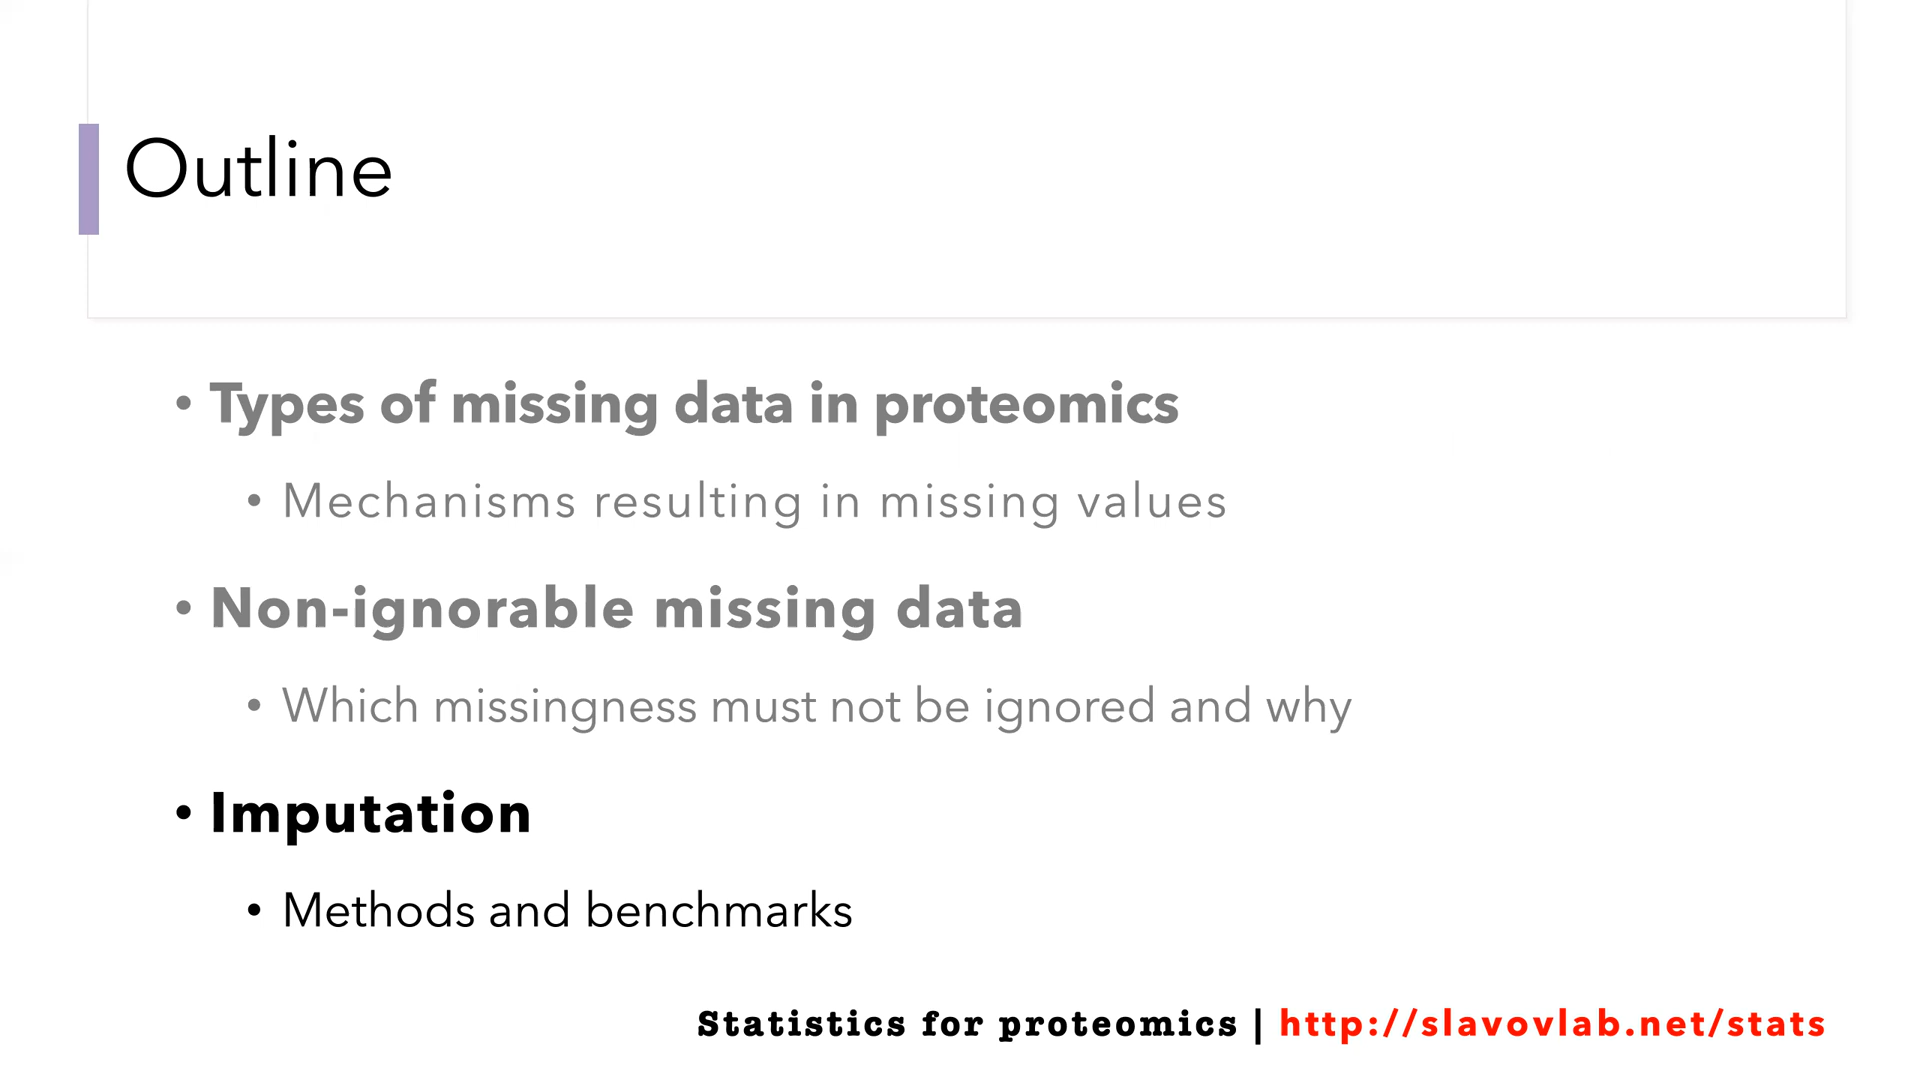 Outline
• Types of missing data in proteomics
• Mechanisms resulting in missing values
• Non-ignorable missing data
• Which missingness must not be ignored and why
• Imputation
• Methods and benchmarks
Statistics for proteomics | http://slavovlab.net/stats